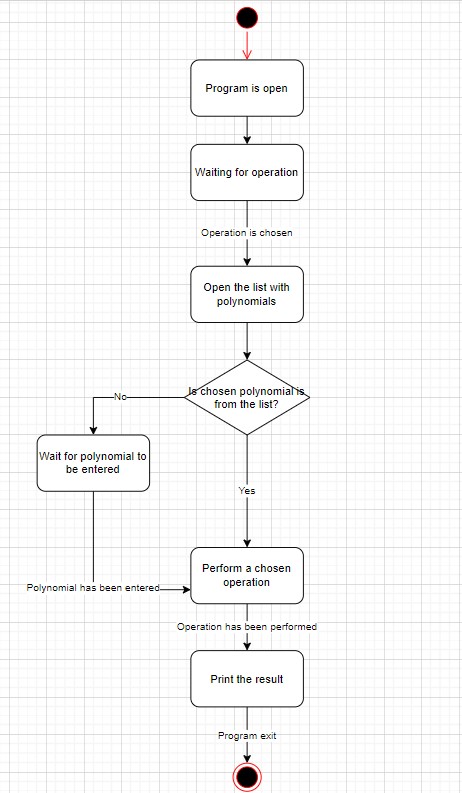 Program is open
Waiting for operation
Operation is chosen
Open the list with
polynomials
Is chosen polynomial is
from the list?
No
Wait for polynomial to
be entered
Yes
Perform a chosen
operation
Polynomial has been entered
Operation has been performed
Print the result
Program exit